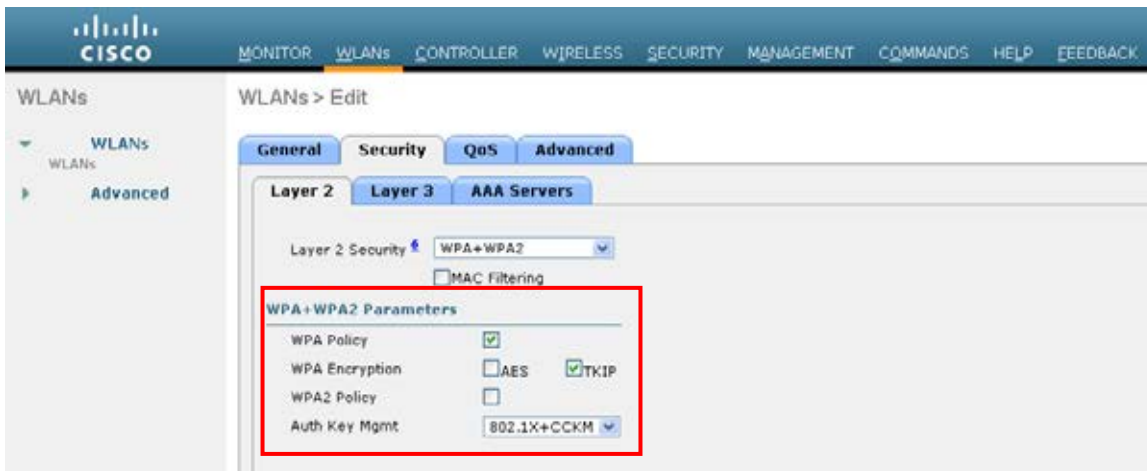 CISCO
MONITOR WLANs CONTROLLER WIRELESS SECURITY MANAGEMENT COMMANDS HELP FEEDBACK
WLANs
WLANs > Edit
WLANs
WLANs
Advanced
General Security QoS Advanced
Layer 2 Layer 3 AAA Servers
Layer 2 Security 6 WPA+WPA2
MAC Filtering
WPA+WPA2 Parameters
WPA Policy
WPA Encryption AES TKIP
WPA2 Policy
Auth Key Mgmt 802.1X+CCKM